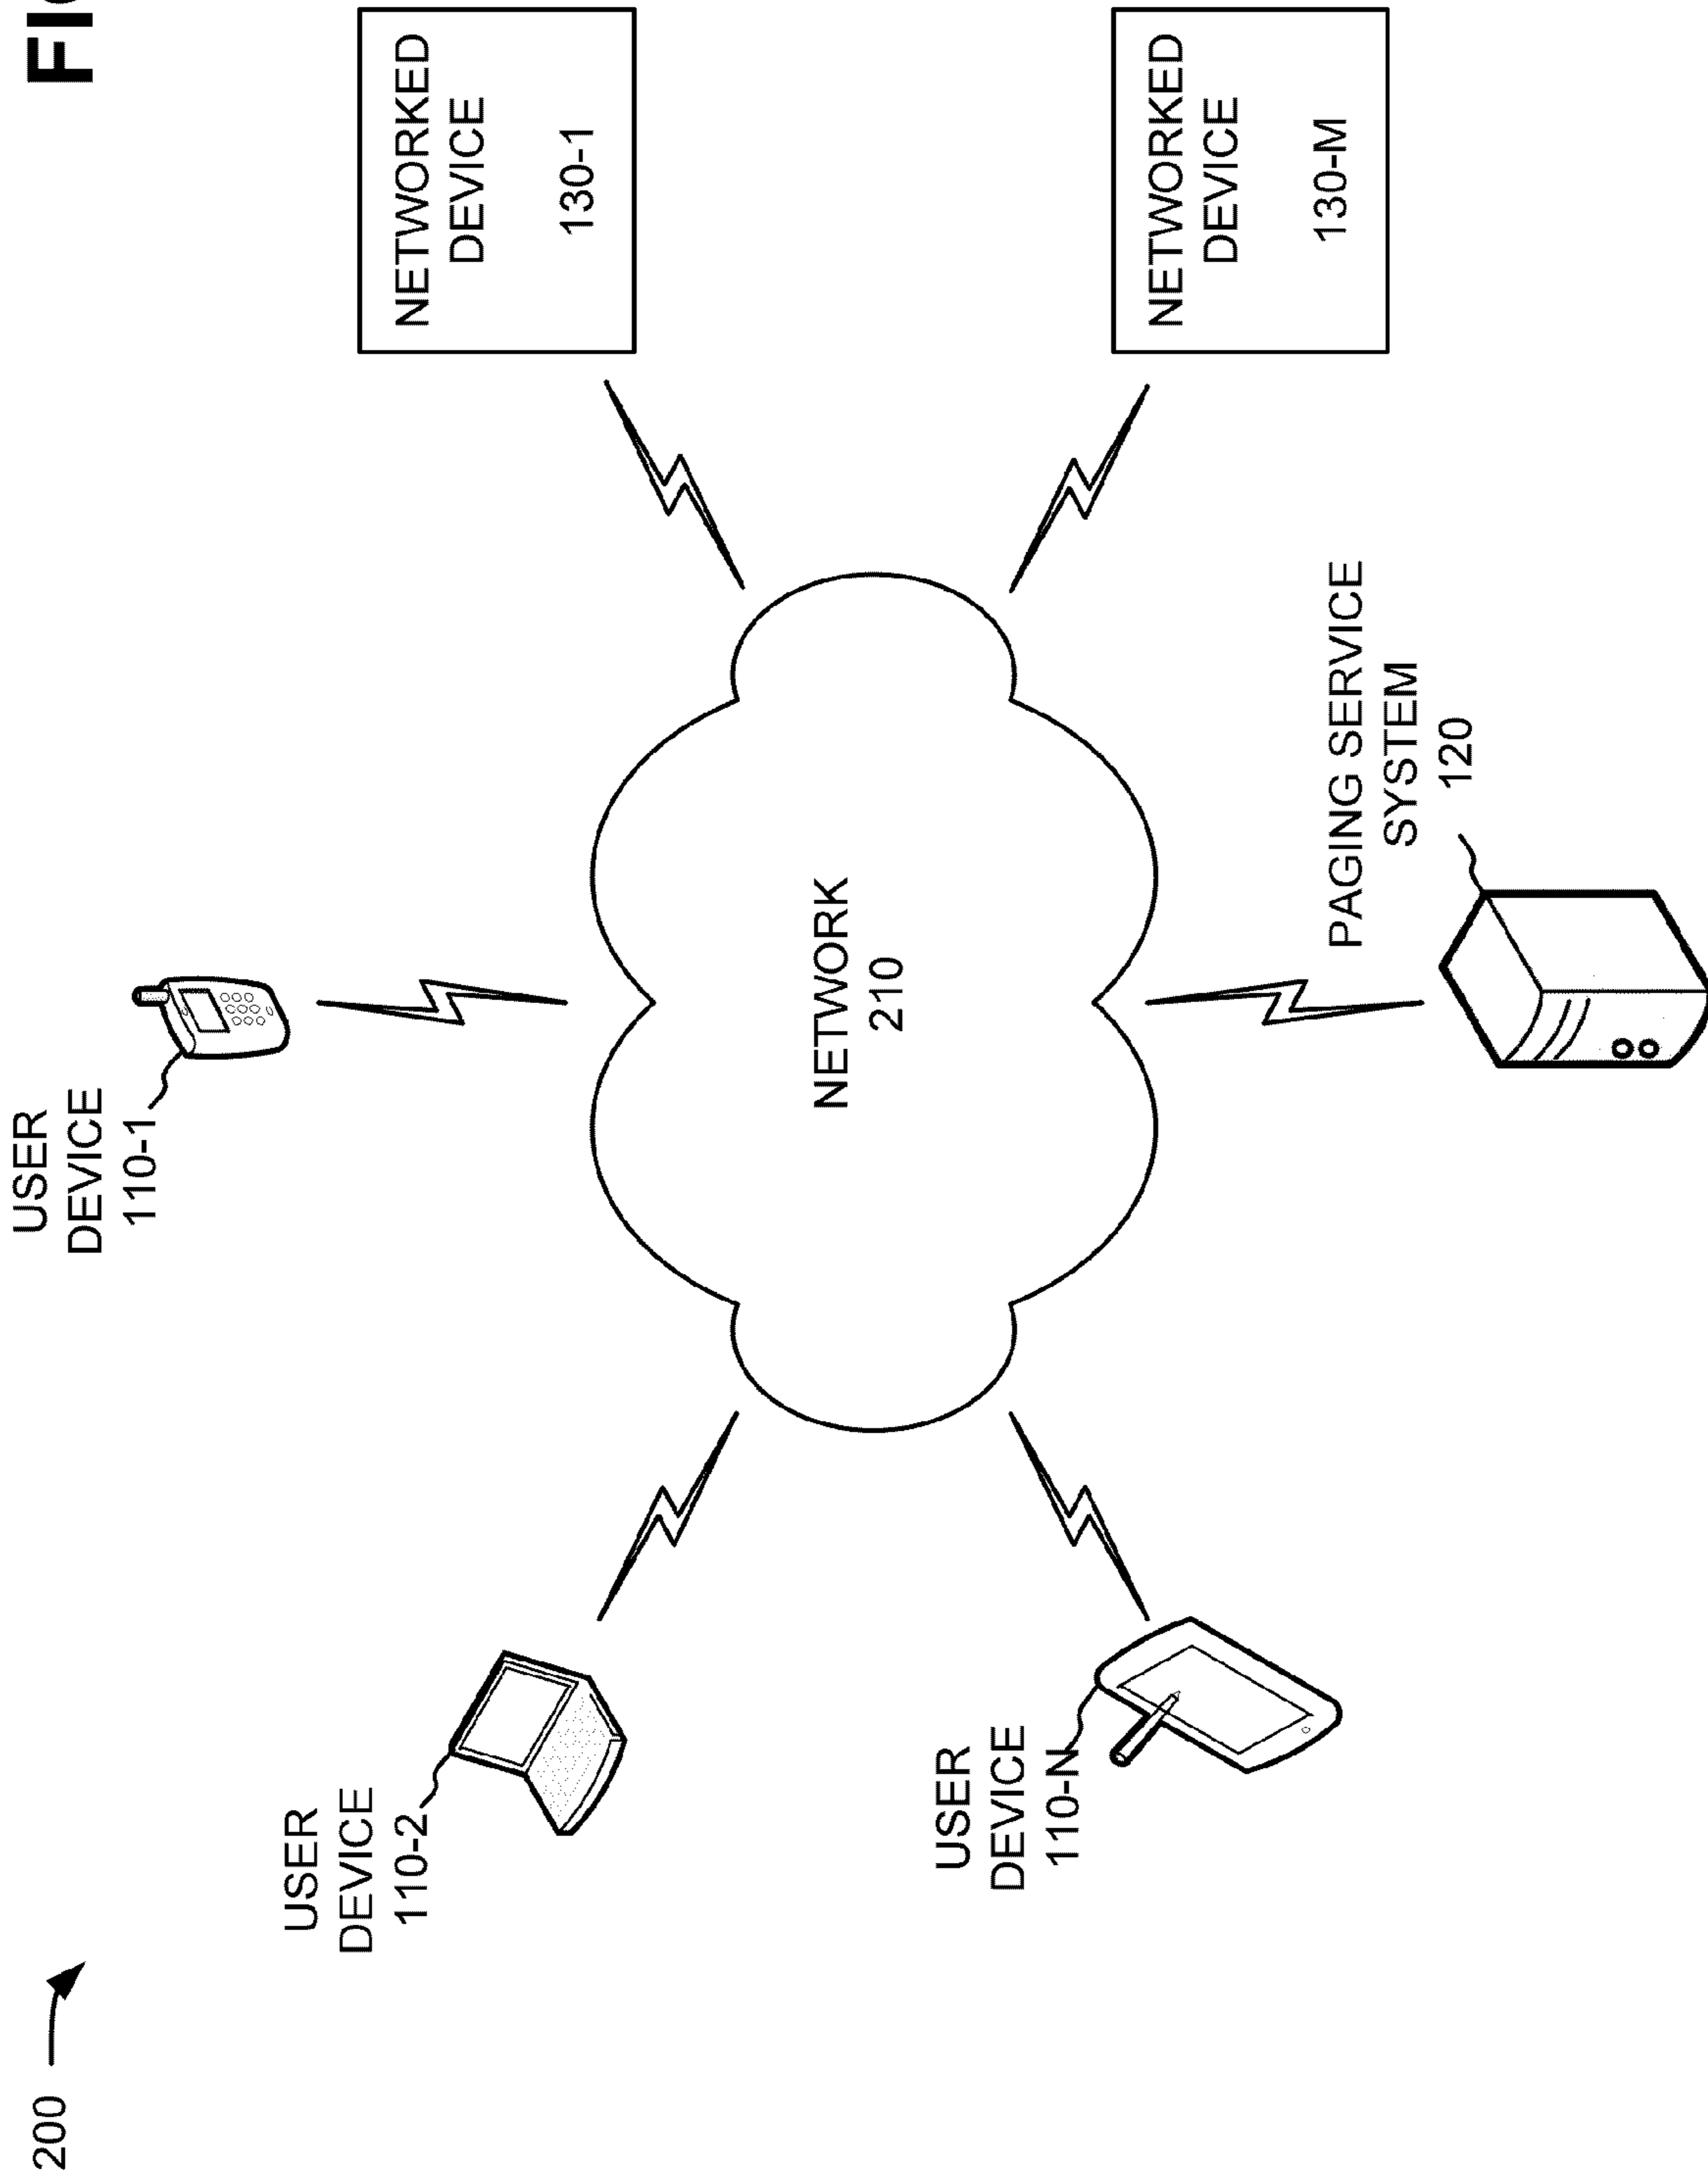 200
USER
DEVICE
110-1
USER
DEVICE
110-2
NETWORKED
DEVICE
130-1
NETWORK
210
USER
DEVICE
110-N
NETWORKED
DEVICE
130-M
PAGING SERVICE
SYSTEM
120